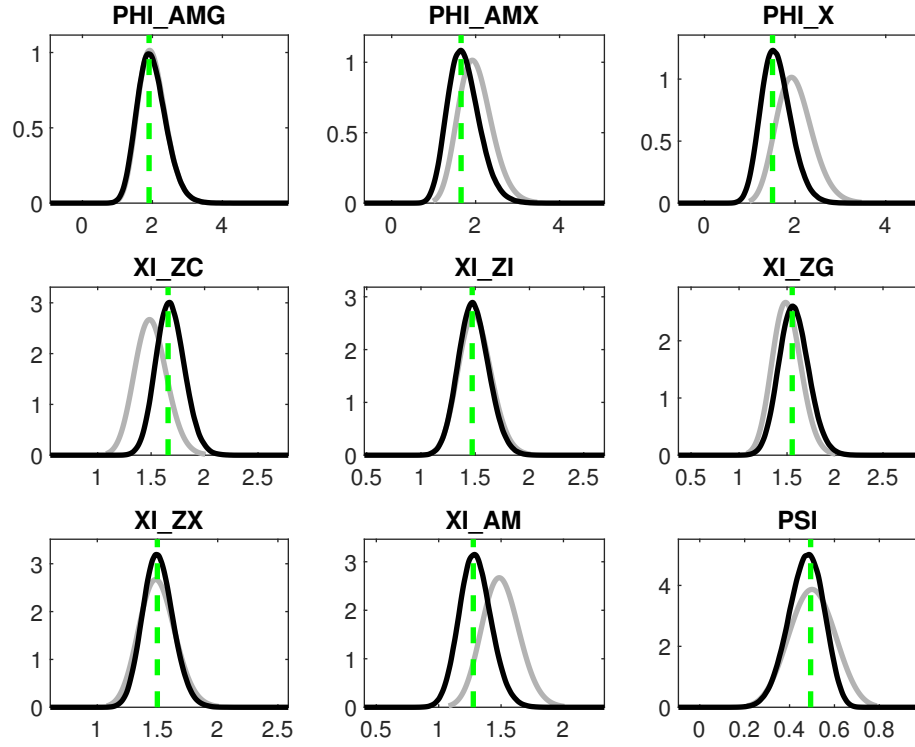 PHI_AMG PHI_AMX PHI_X
1 1 1
0.5 0.5 0.5
0 0 0
0 2 4 0 2 4 0 2 4
XI_ZC XI_ZI XI_ZG
3 3
2 2 2
1 1 1
0 0 0
1 1.5 2 2.5 0.5 1 1.5 2 2.5 0.5 1 1.5 2 2.5
XI_ZX XI_AM PSI
3 3 4
2 2
1 1 2
0 0 0
1 1.5 2 2.5 0.5 1 1.5 2 0 0.2 0.4 0.6 0.8